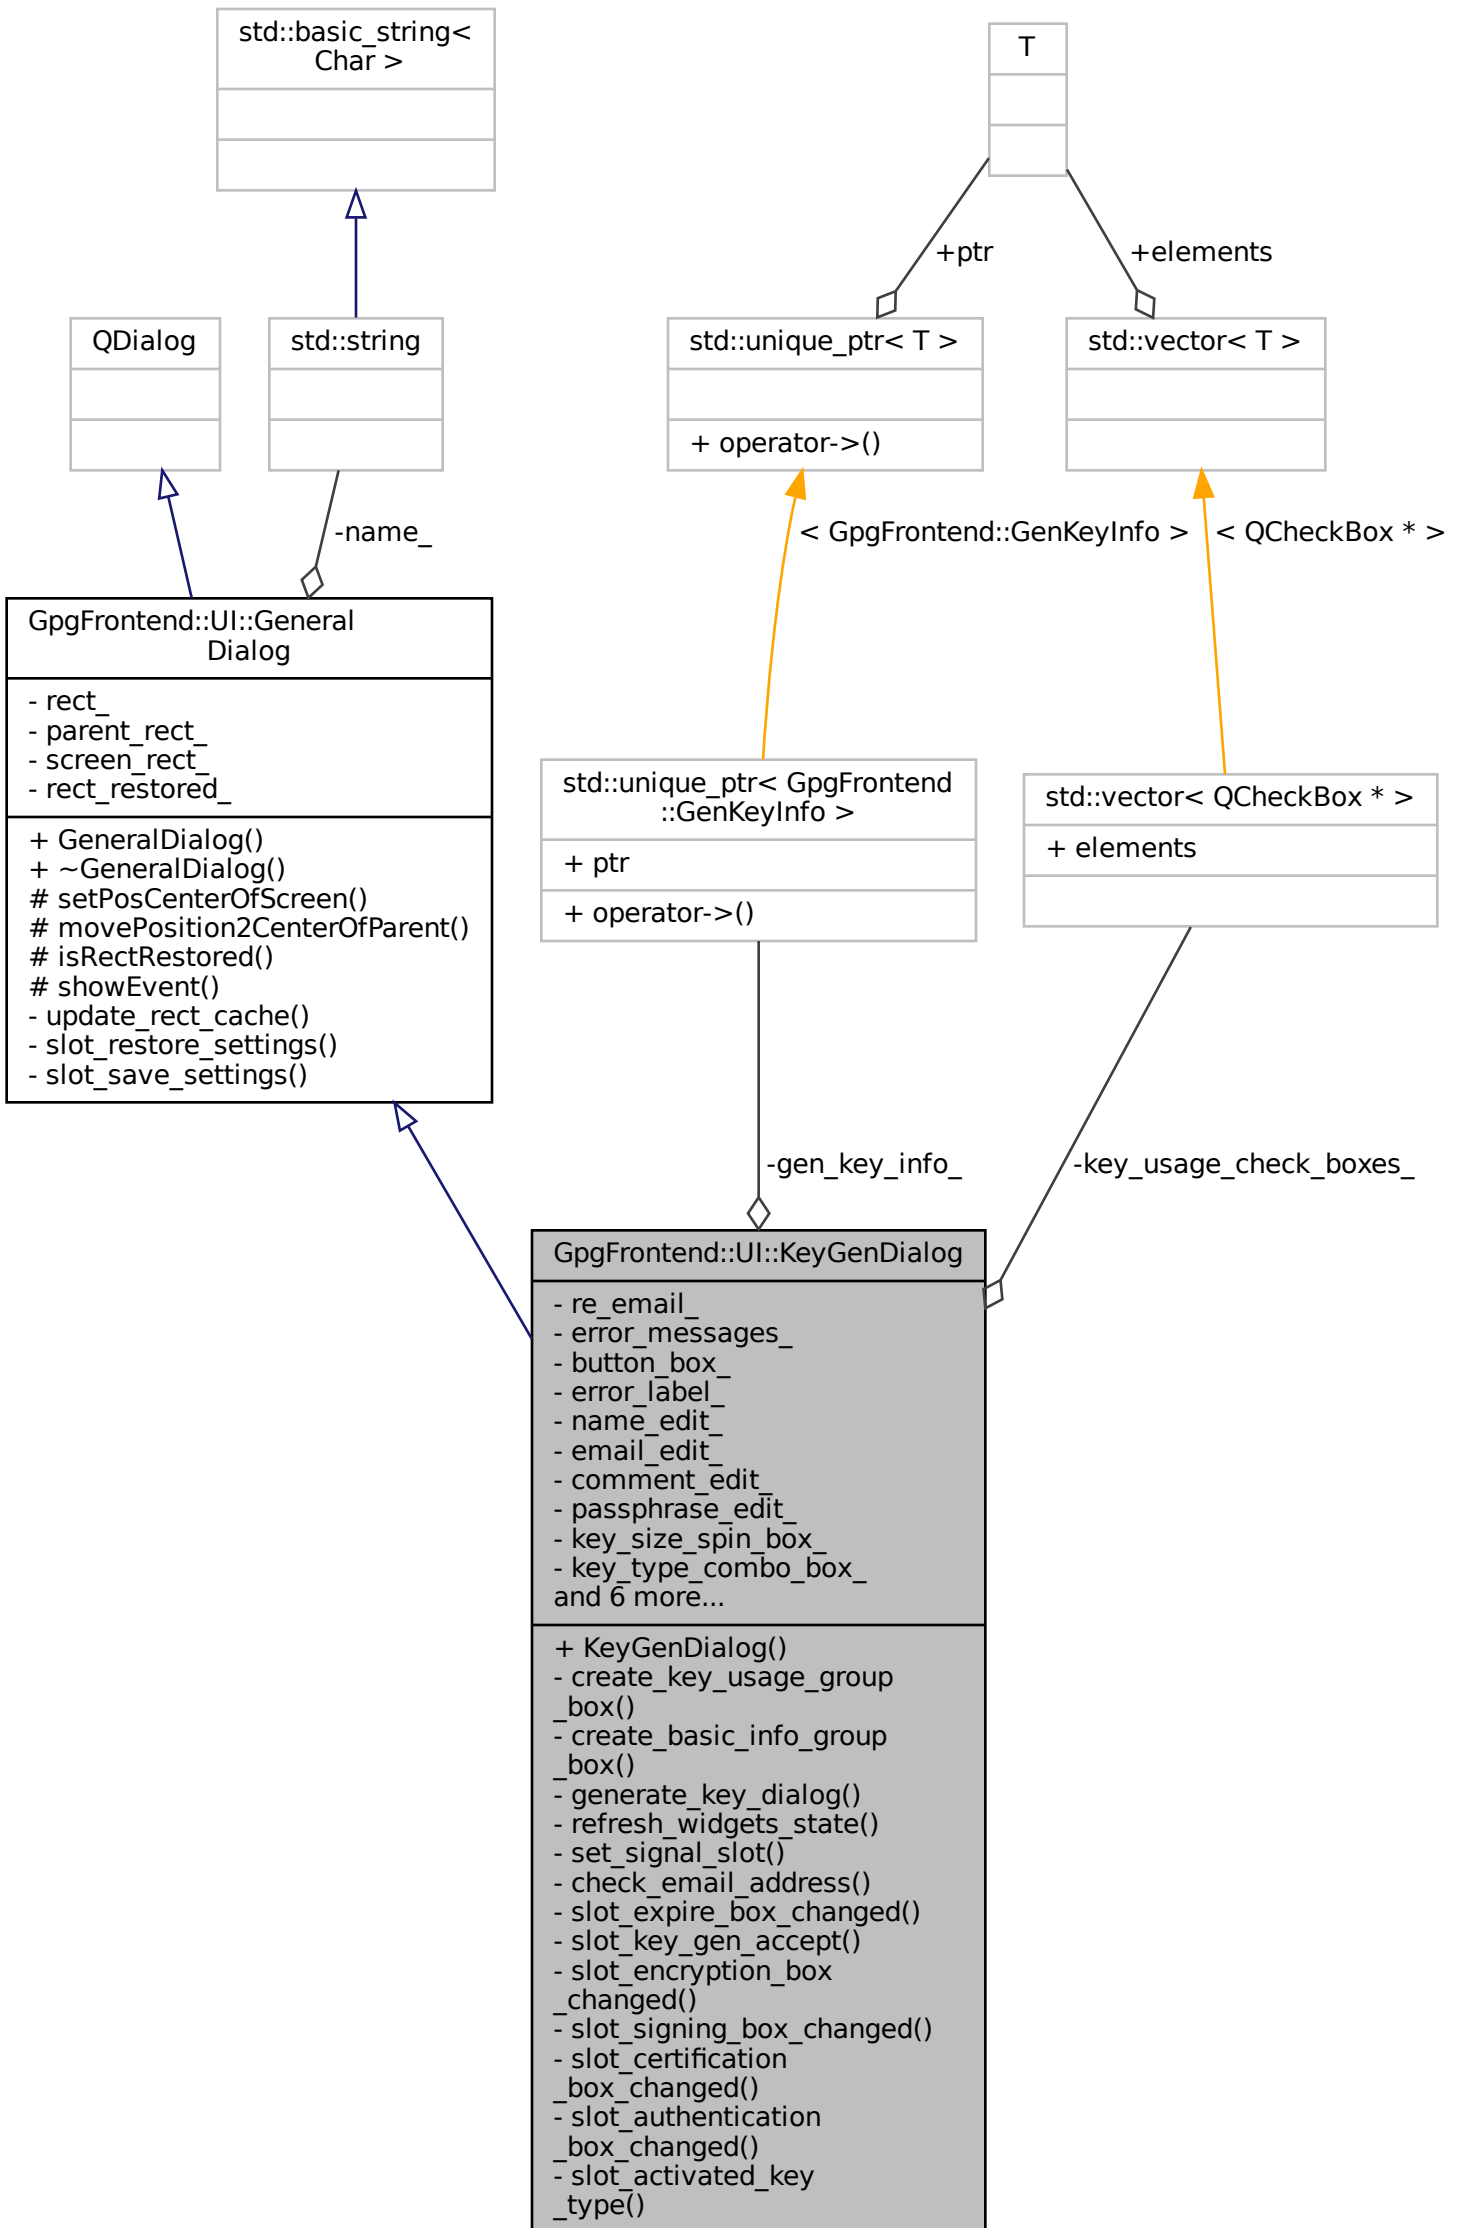 std::basic_string<
Char >
T
+ptr
+elements
QDialog
std::string
std::unique_ptr< T >
+ operator->()
std::vector< T >
-name_
< GpgFrontend::GenKeyInfo >
< QCheckBox * >
GpgFrontend::UI::General
Dialog
- rect_
- parent_rect_
- screen_rect_
- rect_restored_
+ GeneralDialog()
+ ~GeneralDialog()
# setPosCenterOfScreen()
# movePosition2CenterOfParent()
# isRectRestored()
# showEvent()
- update_rect_cache()
- slot_restore_settings()
- slot_save_settings()
std::unique_ptr< GpgFrontend
::GenKeyInfo >
+ ptr
+ operator->()
std::vector< QCheckBox * >
+ elements
-gen_key_info_
-key_usage_check_boxes_
GpgFrontend::UI::KeyGenDialog
- re_email_
- error_messages_
- button_box_
- error_label_
- name_edit_
- email_edit_
- comment_edit_
- passphrase_edit_
- key_size_spin_box_
- key_type_combo_box_
and 6 more...
+ KeyGenDialog()
- create_key_usage_group
_box()
- create_basic_info_group
_box()
- generate_key_dialog()
- refresh_widgets_state()
- set_signal_slot()
- check_email_address()
- slot_expire_box_changed()
- slot_key_gen_accept()
- slot_encryption_box
_changed()
- slot_signing_box_changed()
- slot_certification
_box_changed()
- slot_authentication
_box_changed()
- slot_activated_key
_type()